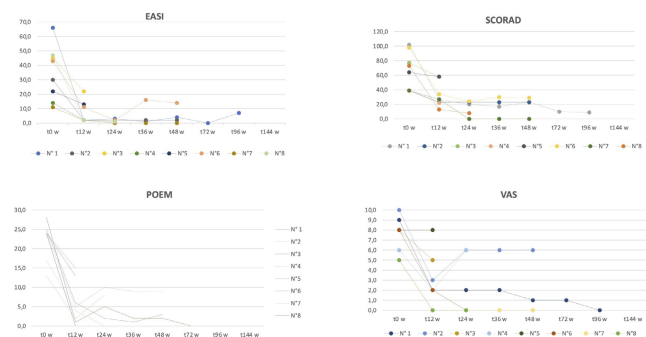 EASI
70,0
60,0
50,0
40,0
30,0
20,0
10,0
0,0
t0 w t12 w t24 w t36 w t48 w t72 w t96 w t144 w
N° 1 N°2 N°3 N°4 N°5 N°6 N°7 N°8
SCORAD
120,0
100,0
80,0
60,0
40,0
20,0
0,0
t0 w t12 w t24 w t36 w t48 w t72 w t96 w t144 w
N° 1 N°2 N°3 N°4 N°5 N°6 N°7 N°8
POEM
30,0
25,0
20,0
15,0
10,0
5,0
0,0
t0 w t12 w t24 w t36 w t48 w t72 w t96 w t144 w
N° 1
N°2
N°3
N°4
N°5
N°6
N°7
N°8
VAS
10,0
9,0
8,0
7,0
6,0
5,0
4,0
3,0
2,0
1,0
0,0
t0 w t12 w t24 w t36 w t48 w t72 w t96 w t144 w
N° 1 N°2 N°3 N°4 N°5 N°6 N°7 N°8